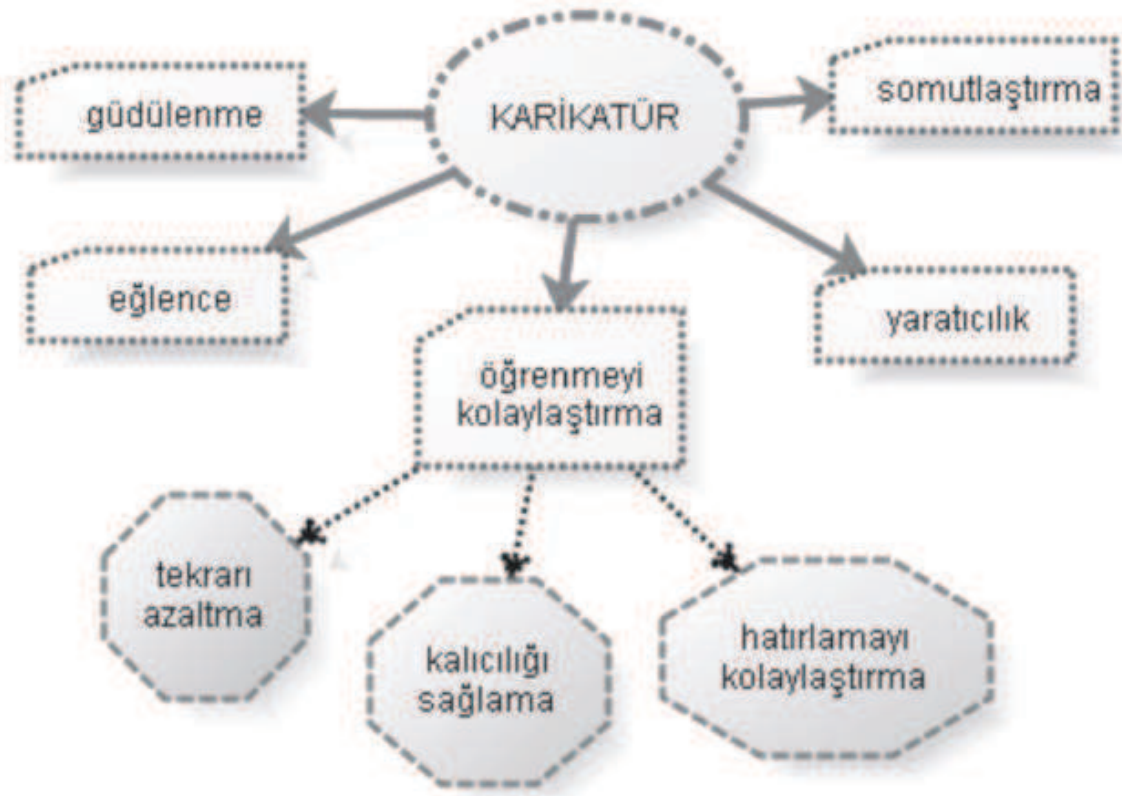 KARİKATÜR
güdülenme
somutlaştırma
eğlence
yaratıcılık
öğrenmeyi
kolaylaştırma
tekrarı
azaltma
kalıcılığı
sağlama
hatırlamayı
kolaylaştırma